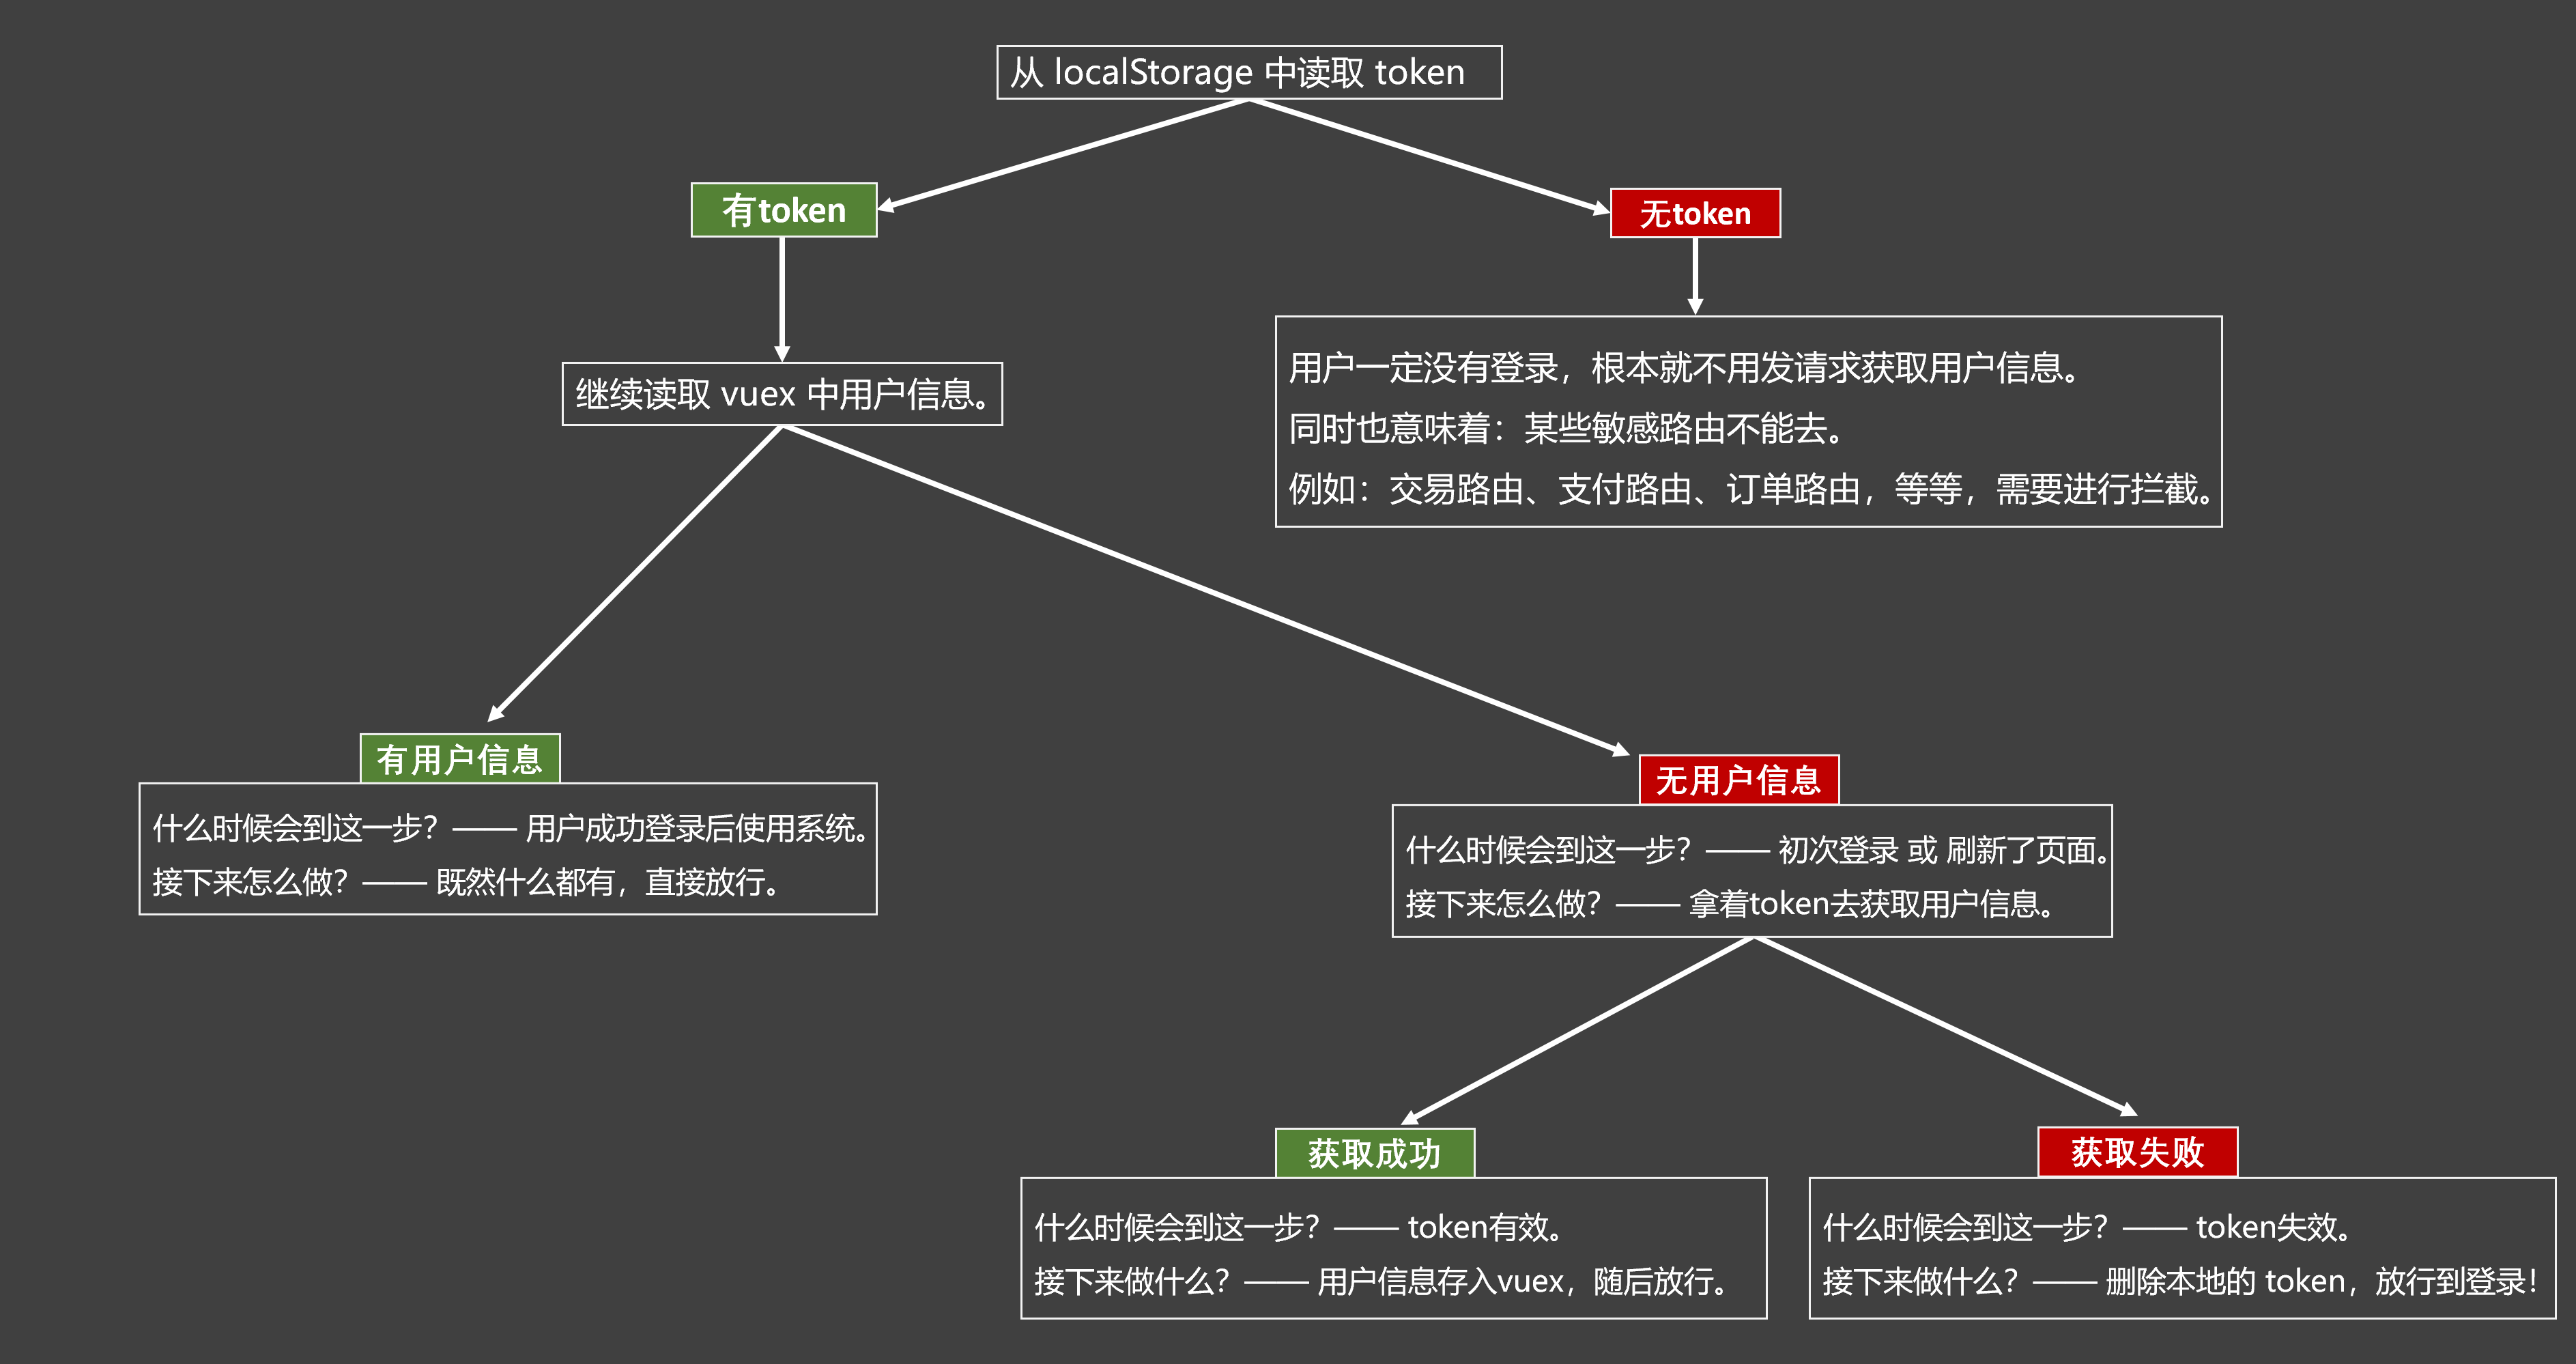 从 localStorage 中读取 token
有token
无token
继续读取 vuex 中用户信息。
用户一定没有登录，根本就不用发请求获取用户信息。
同时也意味着：某些敏感路由不能去。
例如：交易路由、支付路由、订单路由，等等，需要进行拦截。
有用户信息
什么时候会到这一步？—— 用户成功登录后使用系统。
接下来怎么做？—— 既然什么都有，直接放行。
无用户信息
什么时候会到这一步？—— 初次登录 或 刷新了页面。
接下来怎么做？—— 拿着token去获取用户信息。
获取成功
什么时候会到这一步？—— token有效。
接下来做什么？—— 用户信息存入vuex，随后放行。
获取失败
什么时候会到这一步？—— token失效。
接下来做什么？—— 删除本地的 token，放行到登录！